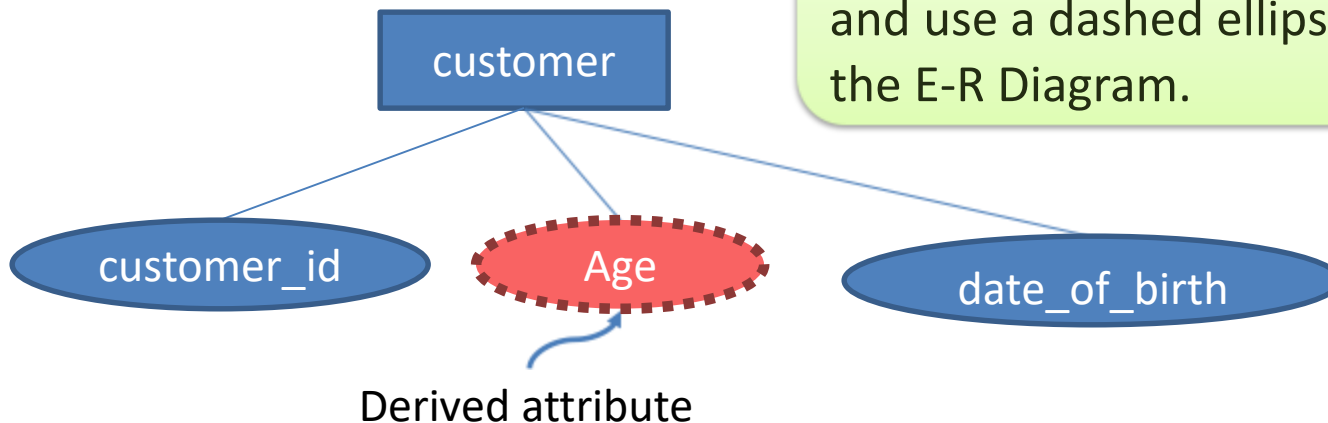 and use a dashed ellips
the E-R Diagram.
customer
customer_id
Age
date_of_birth
Derived attribute